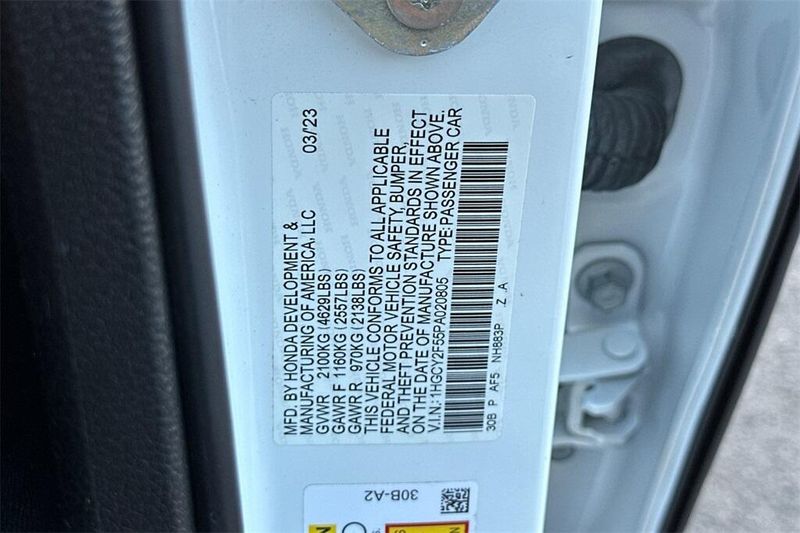 MFD. BY HONDA DEVELOPMENT &
MANUFACTURING OF AMERICA, LLC 03/'23
GVWR 2100KG (4629LBS)
GAWR F 1160KG (2557LBS)
GAWR R 970KG (2138LBS)
THIS VEHICLE CONFORMS TO ALL APPLICABLE
FEDERAL MOTOR VEHICLE SAFETY, BUMPER,
AND THEFT PREVENTION STANDARDS IN EFFECT
ON THE DATE OF MANUFACTURE SHOWN ABOVE.
V.I.N.: 1HGCY2F55PA020805 TYPE: PASSENGER CAR
30B P AF5 NH883P Z A
30B-A2